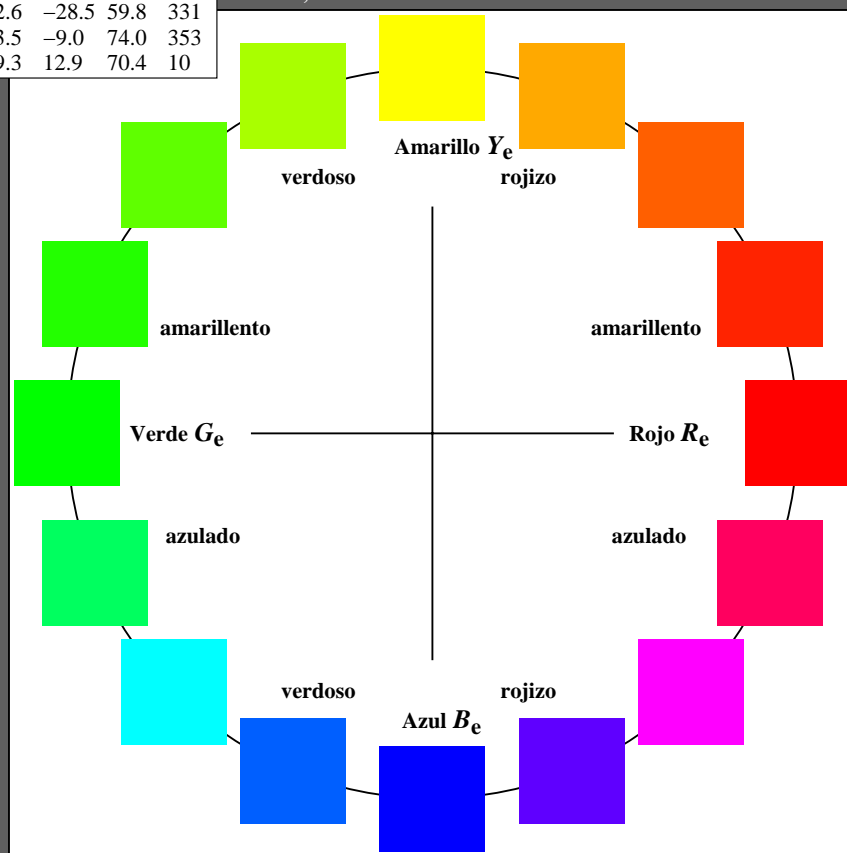 −28.5 59.8 331
−9.0 74.0 353
12.9 70.4 10
Amarillo Ye
verdoso rojizo
amarillento amarillento
Verde Ge Rojo Re
azulado azulado
verdoso rojizo
Azul Be